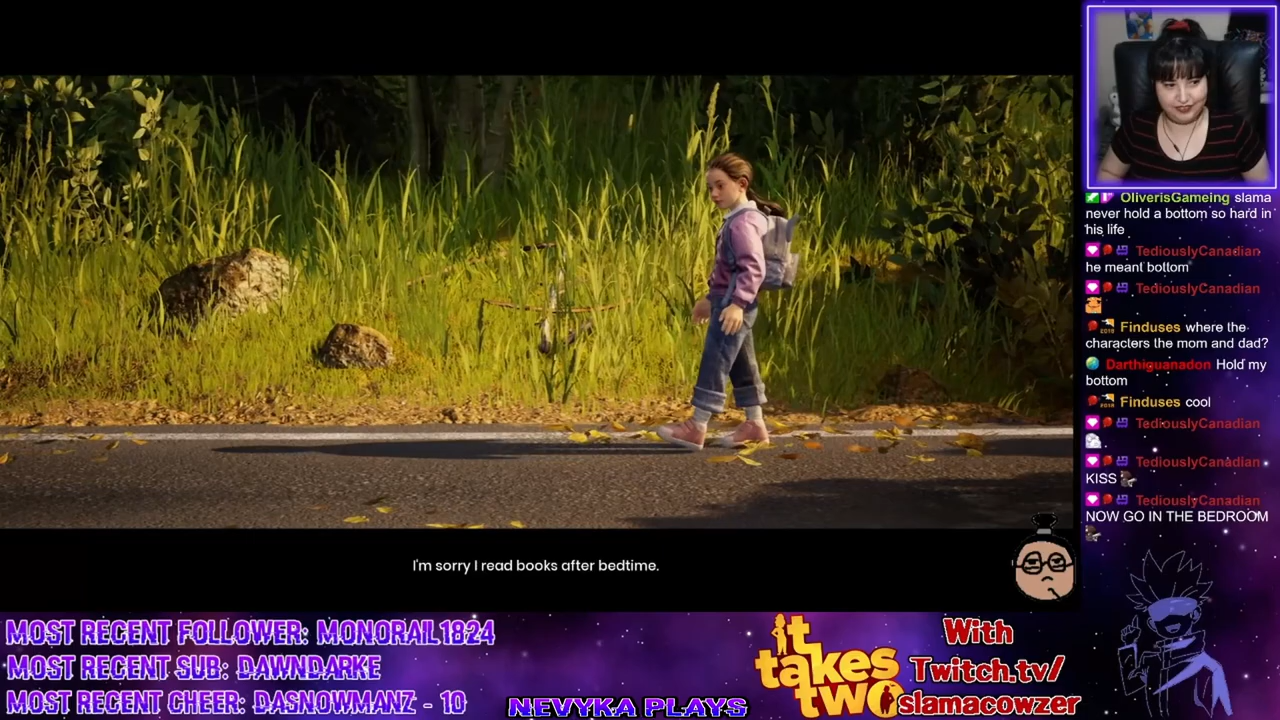 OliverisGameing slama
never hold a bottom so hard in
his life
TediouslyCanadian
he meant bottom
TediouslyCanadian
Finduses where the
characters the mom and dad?
Darthiguanadon Hold my
bottom
Finduses cool
TediouslyCanadian
TediouslyCanadian
KISS
TediouslyCanadian
NOW GO IN THE BEDROOM
I'm sorry I read books after bedtime.
MOST RECENT FOLLOWER: MONORAIL1824
MOST RECENT SUB: DAWNDARKE
MOST RECENT CHEER: DASNOWMANZ - 10
NEVYKA PLAYS
it
takes
two
With
Twitch.tv/
slamacowzer